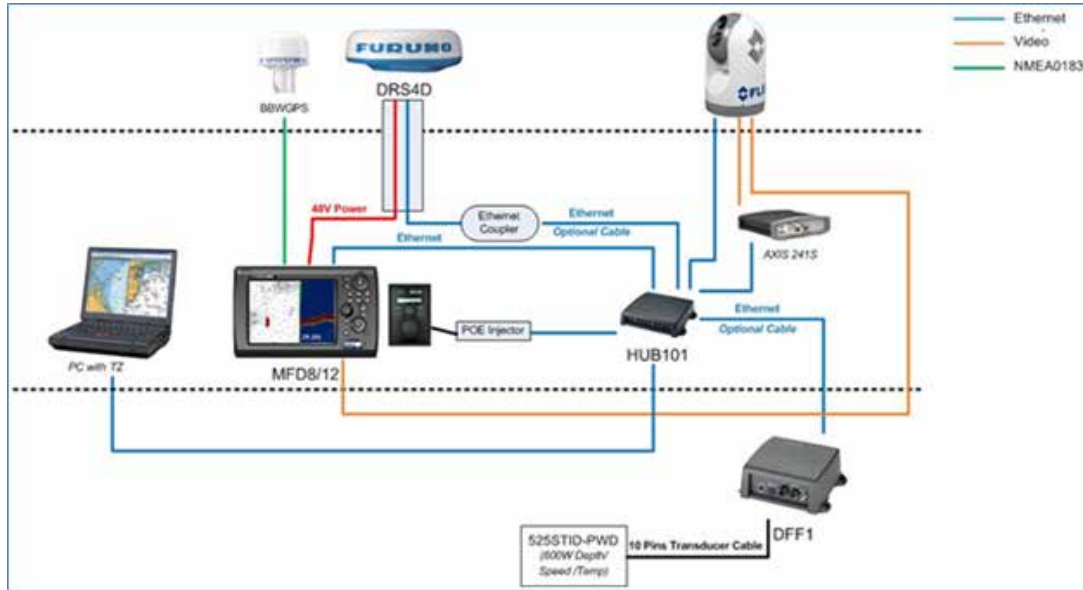 Ethernet
Video
NMEA0183
FURUNO
FURUNO
DRS4D
BBWGPS
FLI
48V Power
Ethernet
Coupler
Ethernet
Optional Cable
Ethernet
AXIS 241S
POE Injector
Ethernet
Optional Cable
HUB101
PC with TZ
MFD8/12
DFF1
525STID-PWD
(600W Depth/
Speed /Temp)
10 Pins Transducer Cable